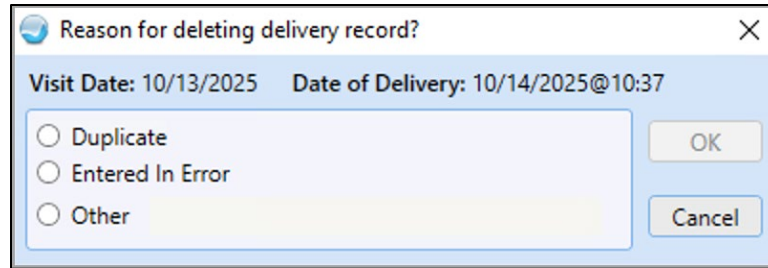 Reason for deleting delivery record?
Visit Date: 10/13/2025 Date of Delivery: 10/14/2025@10:37
Duplicate
OK
Entered In Error
Other
Cancel